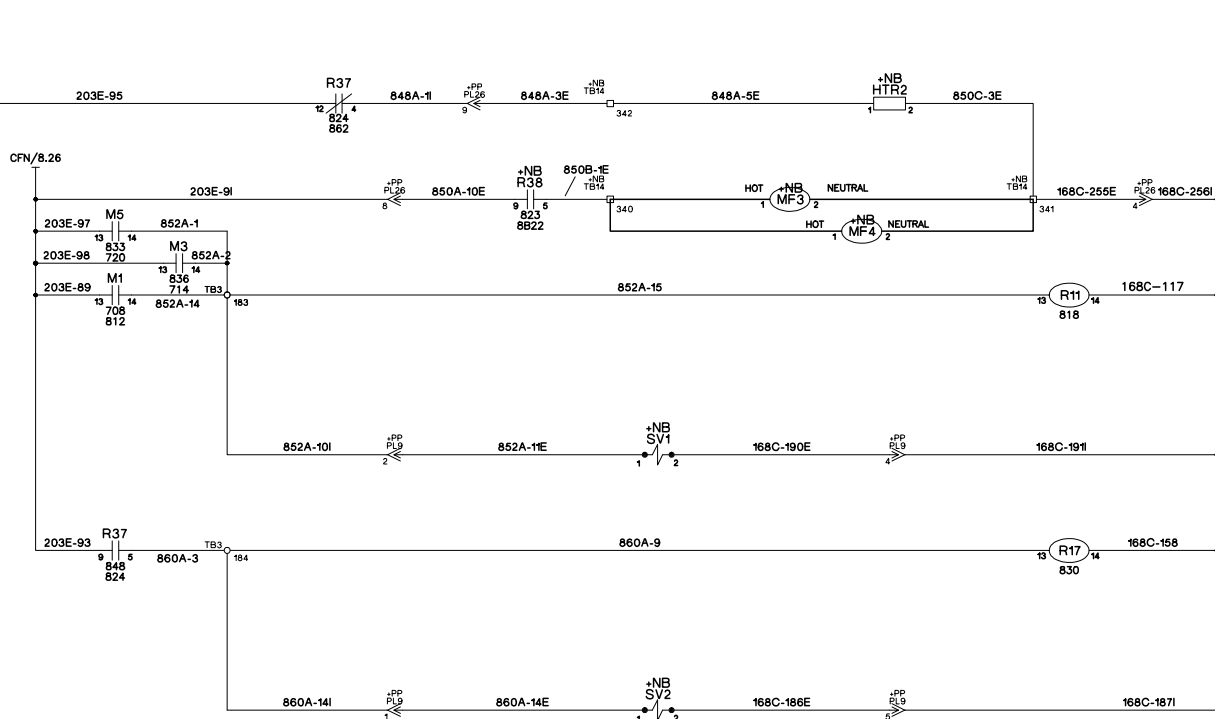 R37
203E-95
12
4
824
862
848A-1I
+PP
PL26
9
848A-3E
+NB
TB14
342
848A-5E
+NB
HTR2
1
2
850C-3E
CFN/8.26
203E-9I
+PP
PL26
8
850A-10E
+NB
R38
9
5
823
8B22
850B-1E
+NB
TB14
340
HOT
1
+NB
MF3
2
NEUTRAL
HOT
1
+NB
MF4
2
NEUTRAL
+NB
TB14
341
168C-255E
+PP
PL26
4
168C-256I
203E-97
M5
13
14
833
720
852A-1
203E-98
M3
13
14
836
714
852A-2
203E-89
M1
13
14
708
812
852A-14
TB3
183
852A-15
13
R11
14
818
168C-117
852A-10I
+PP
PL9
2
852A-11E
+NB
SV1
1
2
168C-190E
+PP
PL9
4
168C-191I
203E-93
R37
9
5
848
824
860A-3
TB3
184
860A-9
13
R17
14
830
168C-158
860A-14I
+PP
PL9
1
860A-14E
+NB
SV2
1
2
168C-186E
+PP
PL9
5
168C-187I